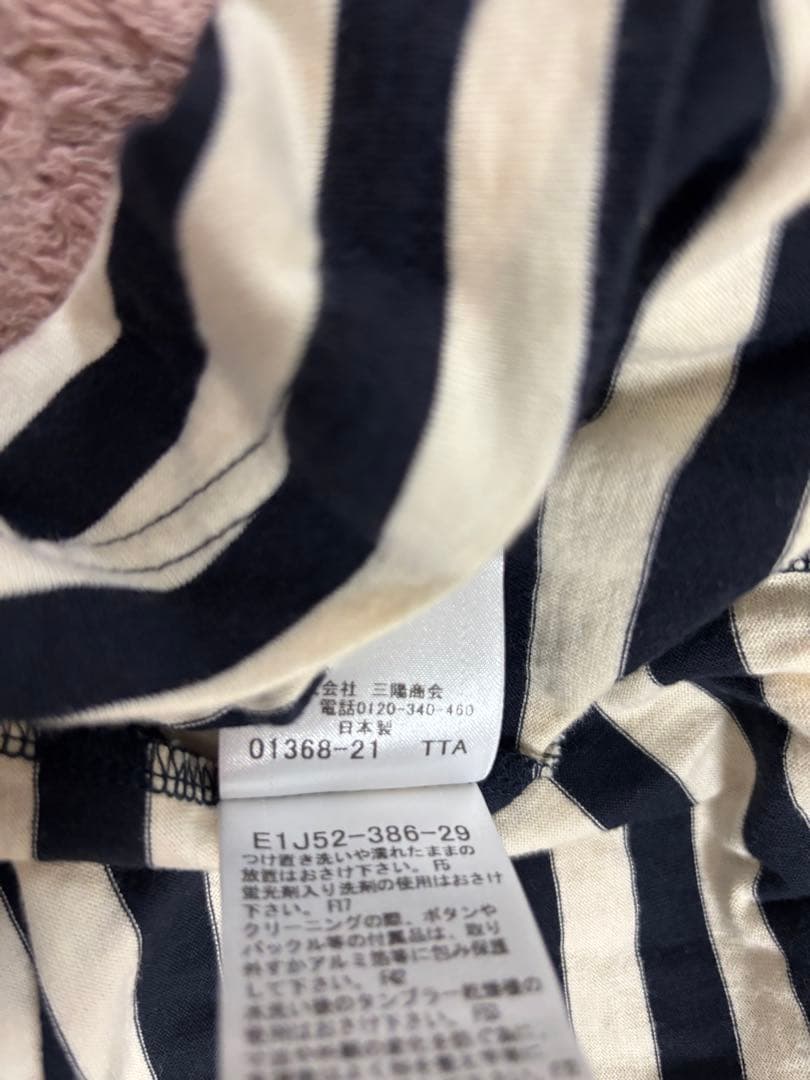 会社 三隆商会
電話0120-340-460
日本製
01368-21 TTA
E1J52-386-29
つけ置き洗いや濡れたままの
放置はおさけ下さい。F5
蛍光剤入り洗剤の使用はおさけ
下さい。F17
クリーニングの際、ボタンや
バックル等の付属品は、取り
外すかアルミ箔等に包み保護
して下さい。F42
水洗い後のタンブラー乾燥機の
使用はおさけ下さい。